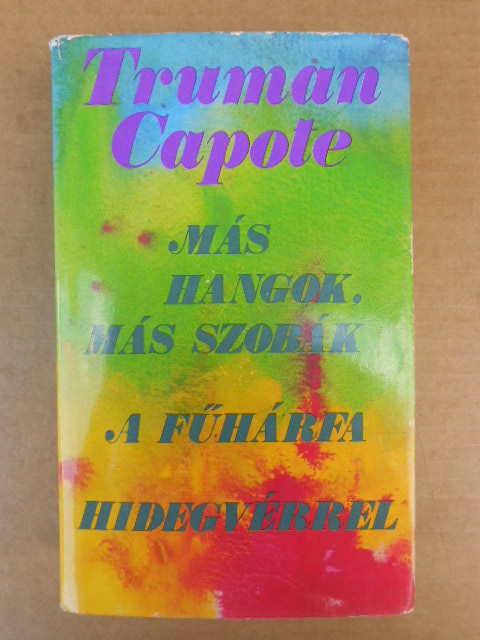 Truman
Capote
MÁS
HANGOK,
MÁS SZOBÁK
A FŰHÁRFA
HIDEGVÉRREL